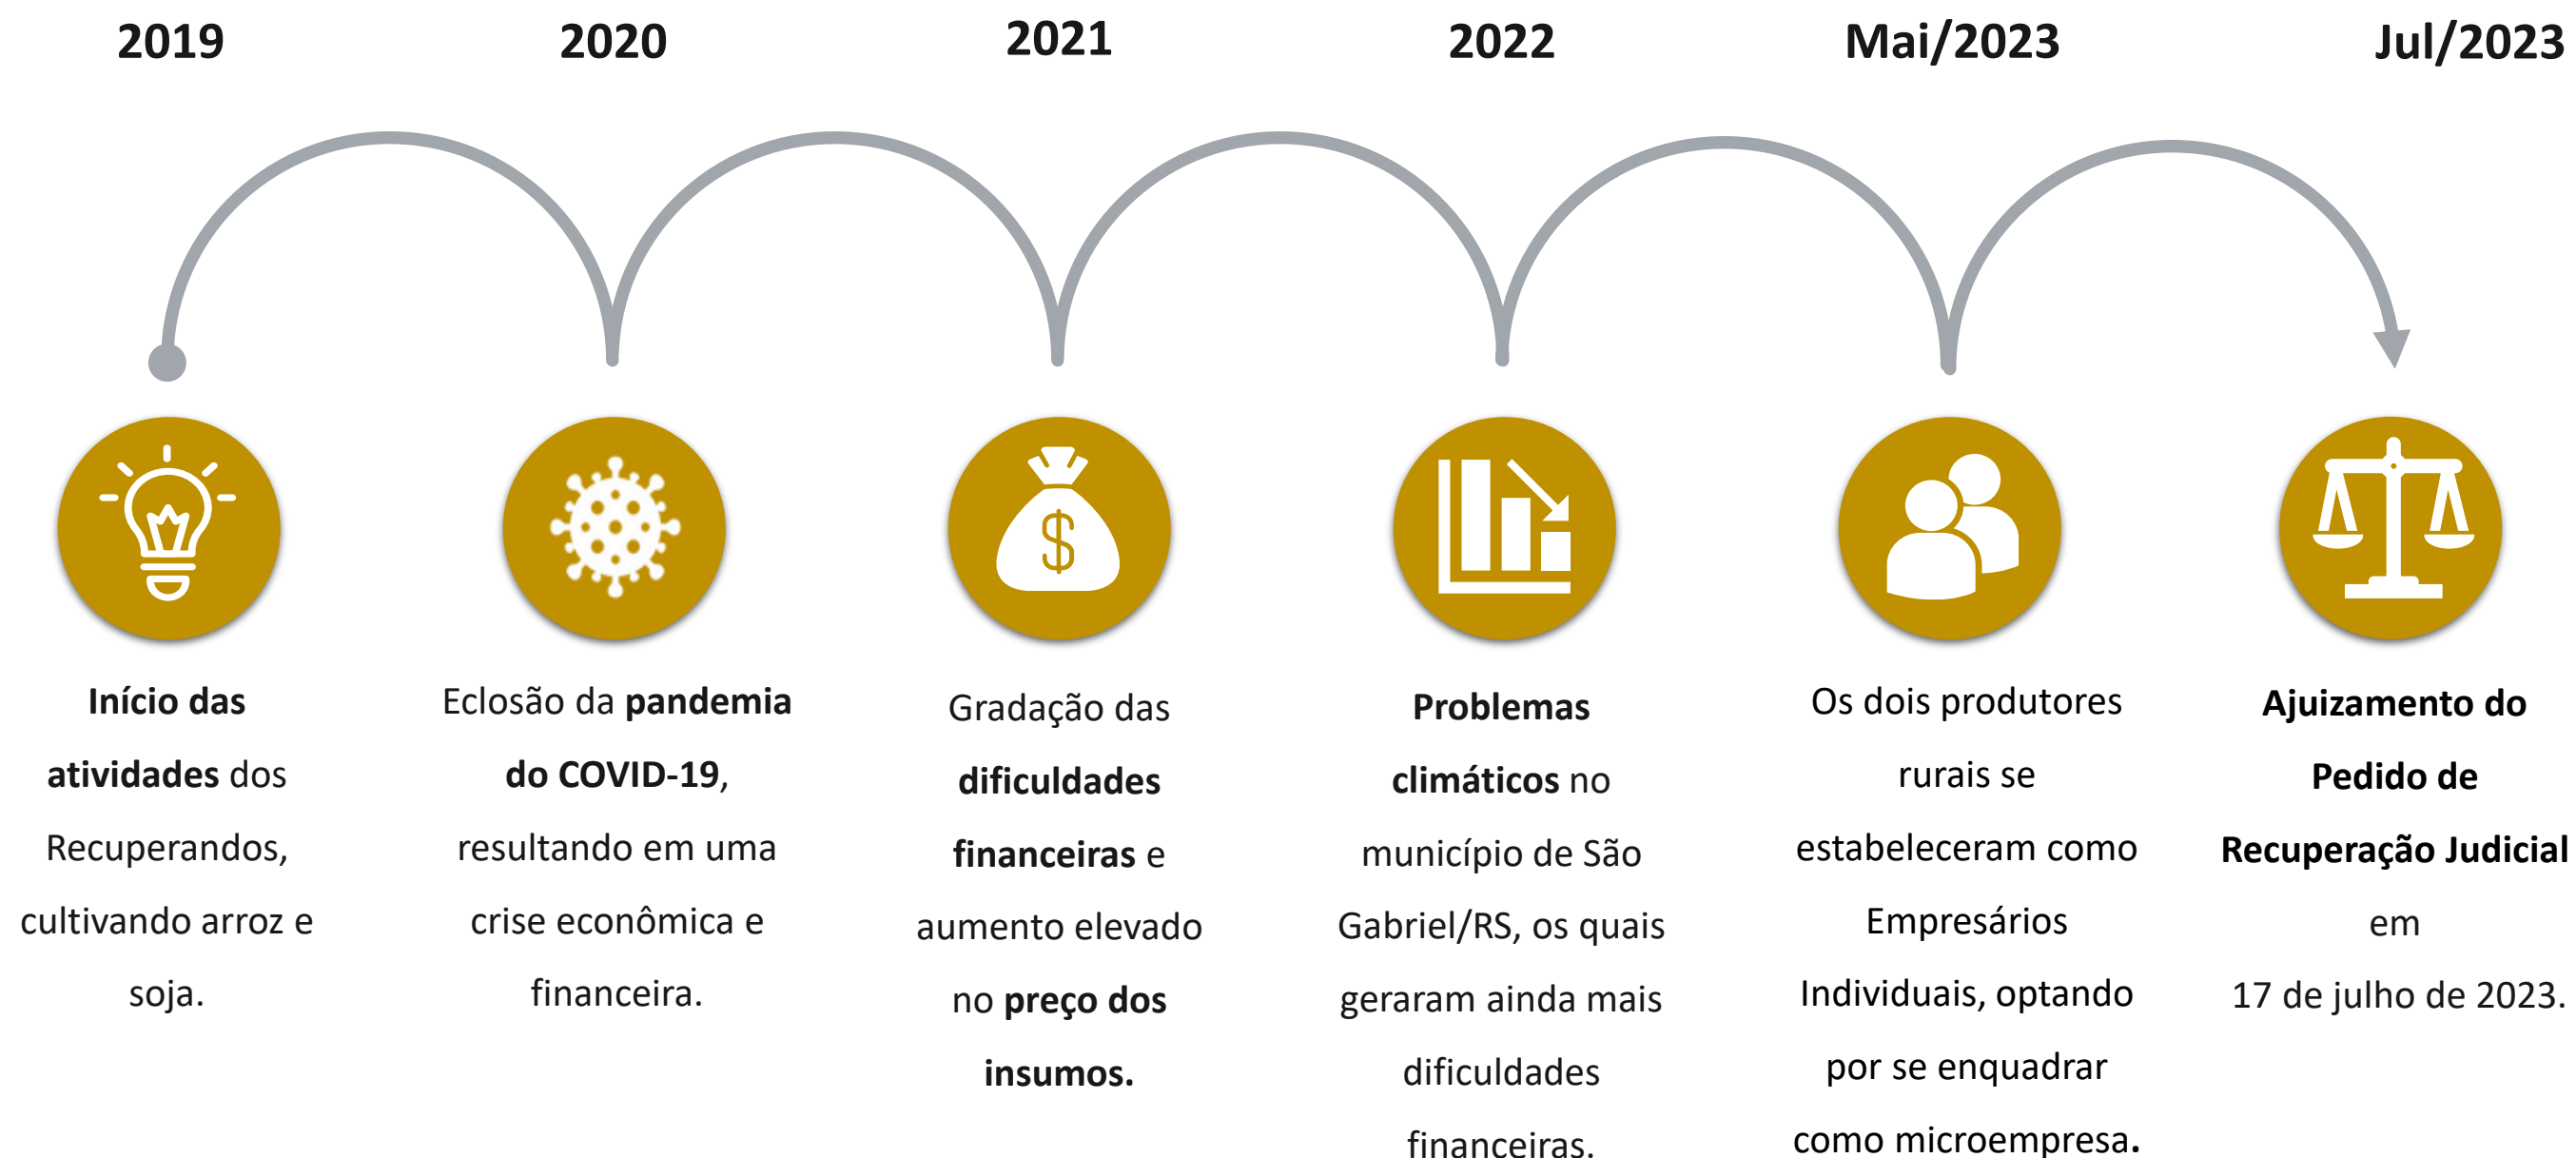 2019
2020
2021
2022
Mai/2023
Jul/2023
Início das
atividades dos
Recuperandos,
cultivando arroz e
soja.
Eclosão da pandemia
do COVID-19,
resultando em uma
crise econômica e
financeira.
Gradação das
dificuldades
financeiras e
aumento elevado
no preço dos
insumos.
Problemas
climáticos no
município de São
Gabriel/RS, os quais
geraram ainda mais
dificuldades
financeiras.
Os dois produtores
rurais se
estabeleceram como
Empresários
Individuais, optando
por se enquadrar
como microempresa.
Ajuizamento do
Pedido de
Recuperação Judicial
em
17 de julho de 2023.
$